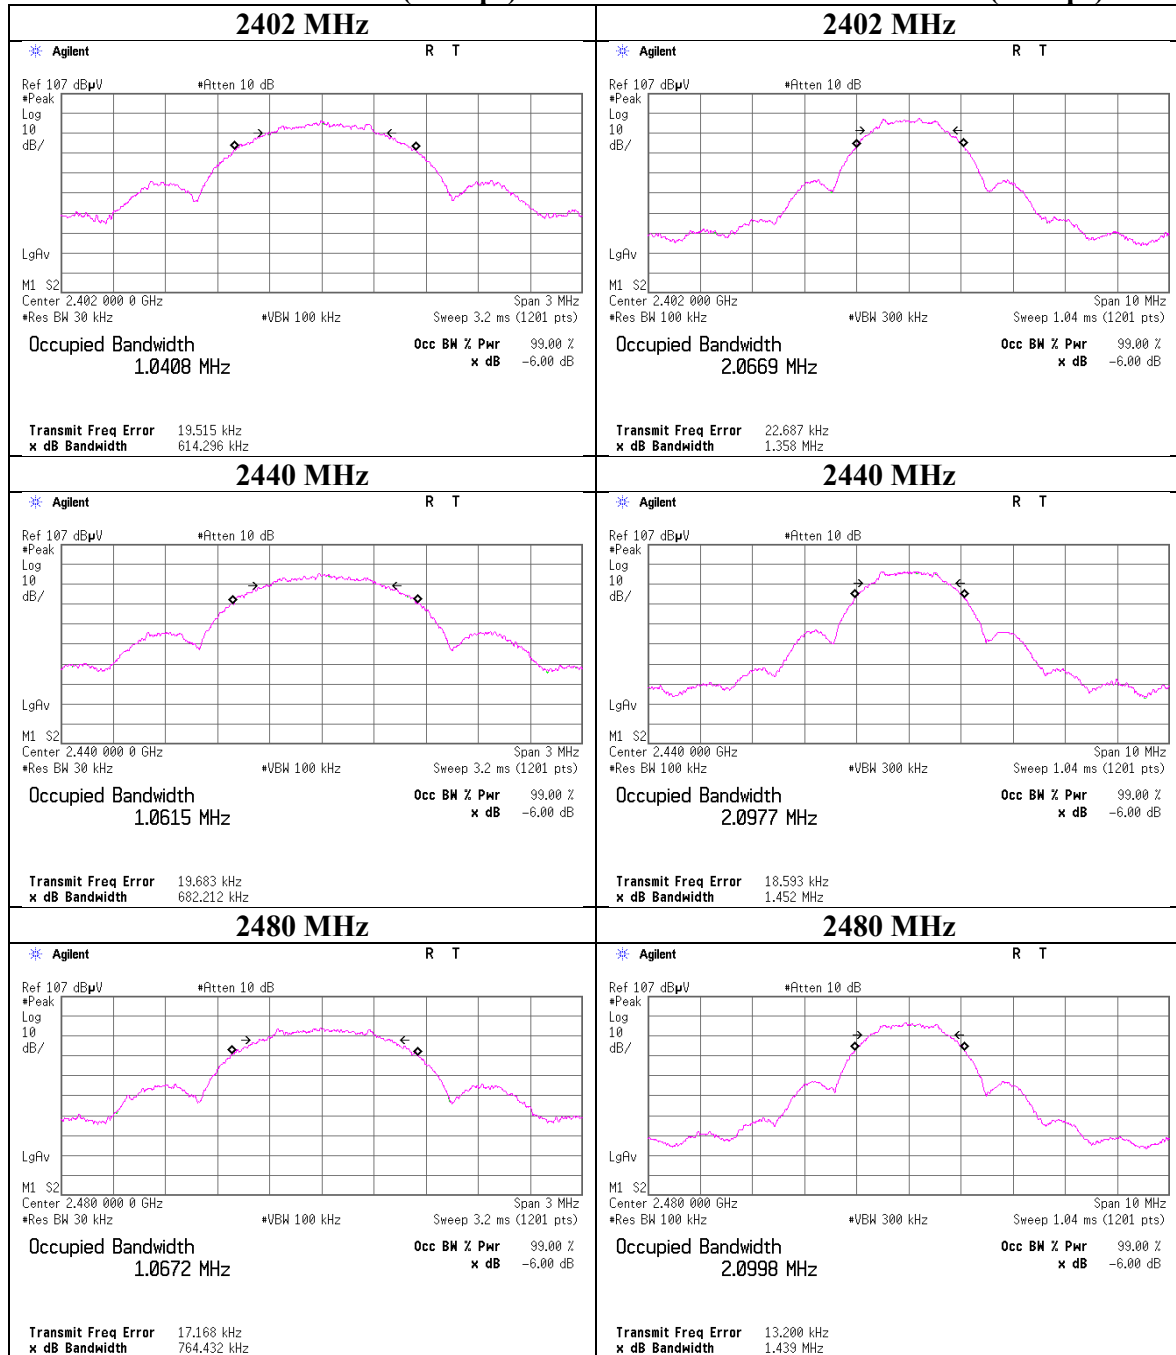 2402 MHz
Agilent R T
Ref 107 dBµV #Atten 10 dB
#Peak
Log
10
dB/
LgAv
M1 S2
Center 2.402 000 0 GHz Span 3 MHz
#Res BW 30 kHz #VBW 100 kHz Sweep 3.2 ms (1201 pts)
Occupied Bandwidth Occ BW % Pwr 99.00 %
1.0408 MHz x dB -6.00 dB
Transmit Freq Error 19.515 kHz
x dB Bandwidth 614.296 kHz
2402 MHz
Agilent R T
Ref 107 dBµV #Atten 10 dB
#Peak
Log
10
dB/
LgAv
M1 S2
Center 2.402 000 GHz Span 10 MHz
#Res BW 100 kHz #VBW 300 kHz Sweep 1.04 ms (1201 pts)
Occupied Bandwidth Occ BW % Pwr 99.00 %
2.0669 MHz x dB -6.00 dB
Transmit Freq Error 22.687 kHz
x dB Bandwidth 1.358 MHz
2440 MHz
Agilent R T
Ref 107 dBµV #Atten 10 dB
#Peak
Log
10
dB/
LgAv
M1 S2
Center 2.440 000 0 GHz Span 3 MHz
#Res BW 30 kHz #VBW 100 kHz Sweep 3.2 ms (1201 pts)
Occupied Bandwidth Occ BW % Pwr 99.00 %
1.0615 MHz x dB -6.00 dB
Transmit Freq Error 19.683 kHz
x dB Bandwidth 682.212 kHz
2440 MHz
Agilent R T
Ref 107 dBµV #Atten 10 dB
#Peak
Log
10
dB/
LgAv
M1 S2
Center 2.440 000 GHz Span 10 MHz
#Res BW 100 kHz #VBW 300 kHz Sweep 1.04 ms (1201 pts)
Occupied Bandwidth Occ BW % Pwr 99.00 %
2.0977 MHz x dB -6.00 dB
Transmit Freq Error 18.593 kHz
x dB Bandwidth 1.452 MHz
2480 MHz
Agilent R T
Ref 107 dBµV #Atten 10 dB
#Peak
Log
10
dB/
LgAv
M1 S2
Center 2.480 000 0 GHz Span 3 MHz
#Res BW 30 kHz #VBW 100 kHz Sweep 3.2 ms (1201 pts)
Occupied Bandwidth Occ BW % Pwr 99.00 %
1.0672 MHz x dB -6.00 dB
Transmit Freq Error 17.168 kHz
x dB Bandwidth 764.432 kHz
2480 MHz
Agilent R T
Ref 107 dBµV #Atten 10 dB
#Peak
Log
10
dB/
LgAv
M1 S2
Center 2.480 000 GHz Span 10 MHz
#Res BW 100 kHz #VBW 300 kHz Sweep 1.04 ms (1201 pts)
Occupied Bandwidth Occ BW % Pwr 99.00 %
2.0998 MHz x dB -6.00 dB
Transmit Freq Error 13.200 kHz
x dB Bandwidth 1.439 MHz